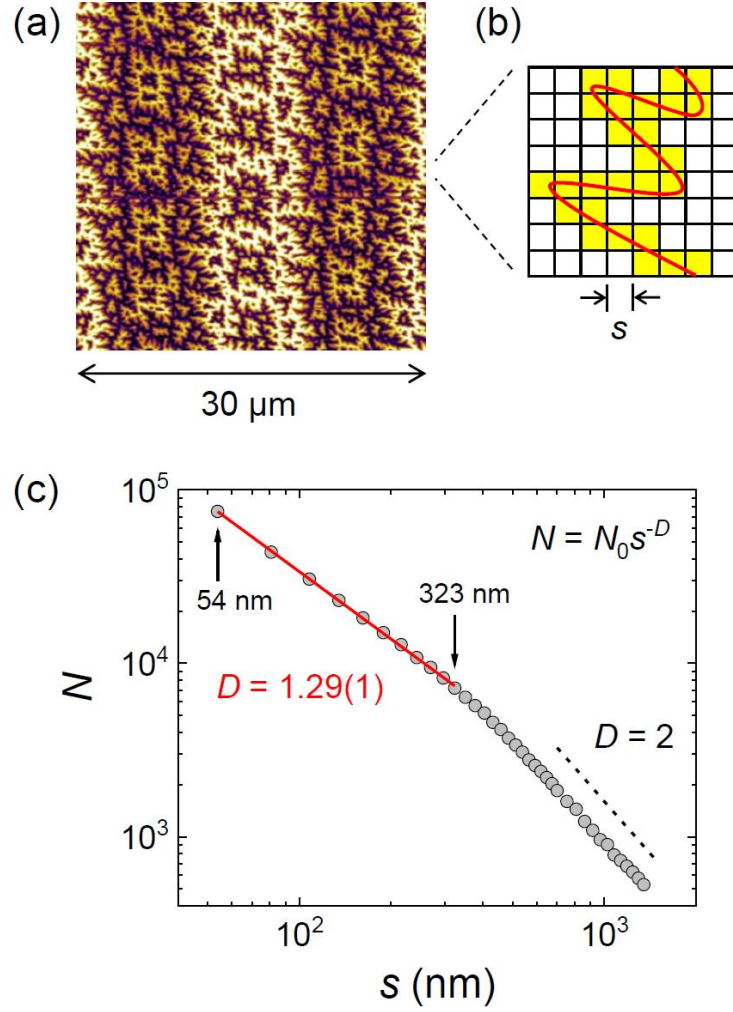 (a)
(b)
30 μm
s
(c)
10^5
10^4
10^3
N
N = N_0 s^{-D}
54 nm
323 nm
D = 1.29(1)
D = 2
10^2
10^3
s (nm)